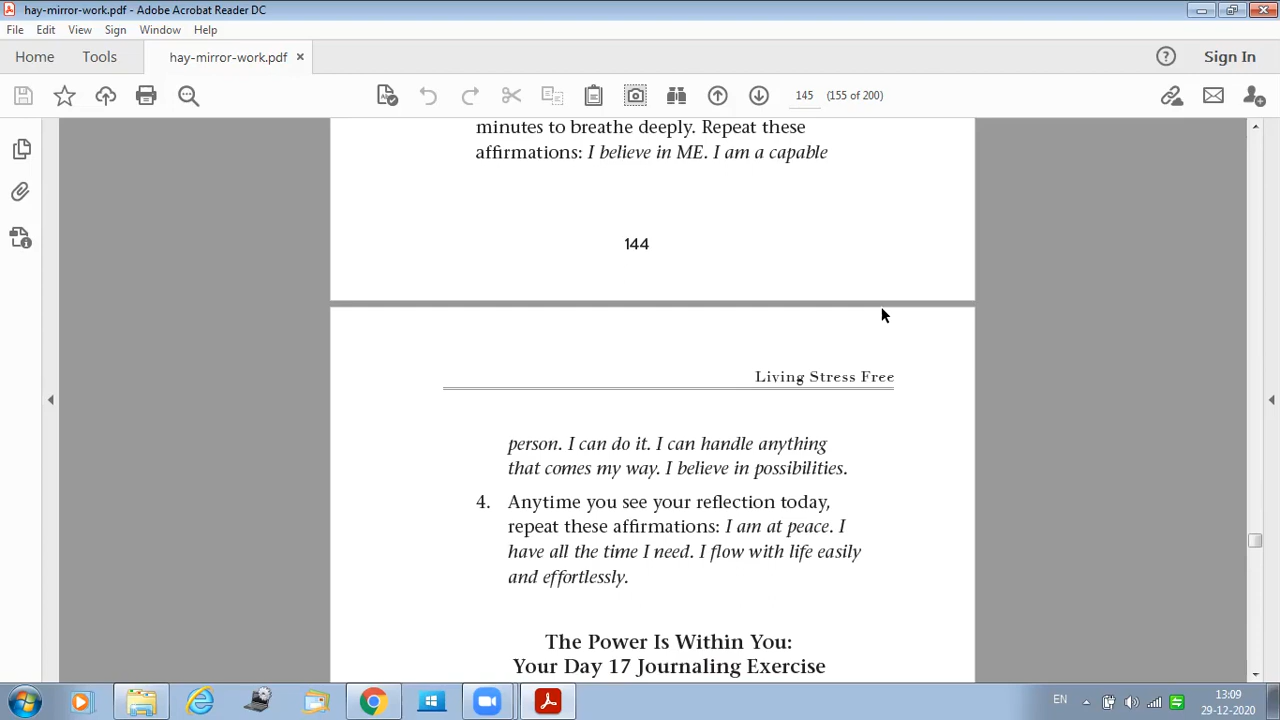 hay-mirror-work.pdf - Adobe Acrobat Reader DC
File Edit View Sign Window Help
Home Tools hay-mirror-work.pdf × Sign In
145 (155 of 200)
minutes to breathe deeply. Repeat these
affirmations: I believe in ME. I am a capable
144
Living Stress Free
person. I can do it. I can handle anything
that comes my way. I believe in possibilities.
4. Anytime you see your reflection today,
repeat these affirmations: I am at peace. I
have all the time I need. I flow with life easily
and effortlessly.
The Power Is Within You:
Your Day 17 Journaling Exercise
EN 13:09
29-12-2020